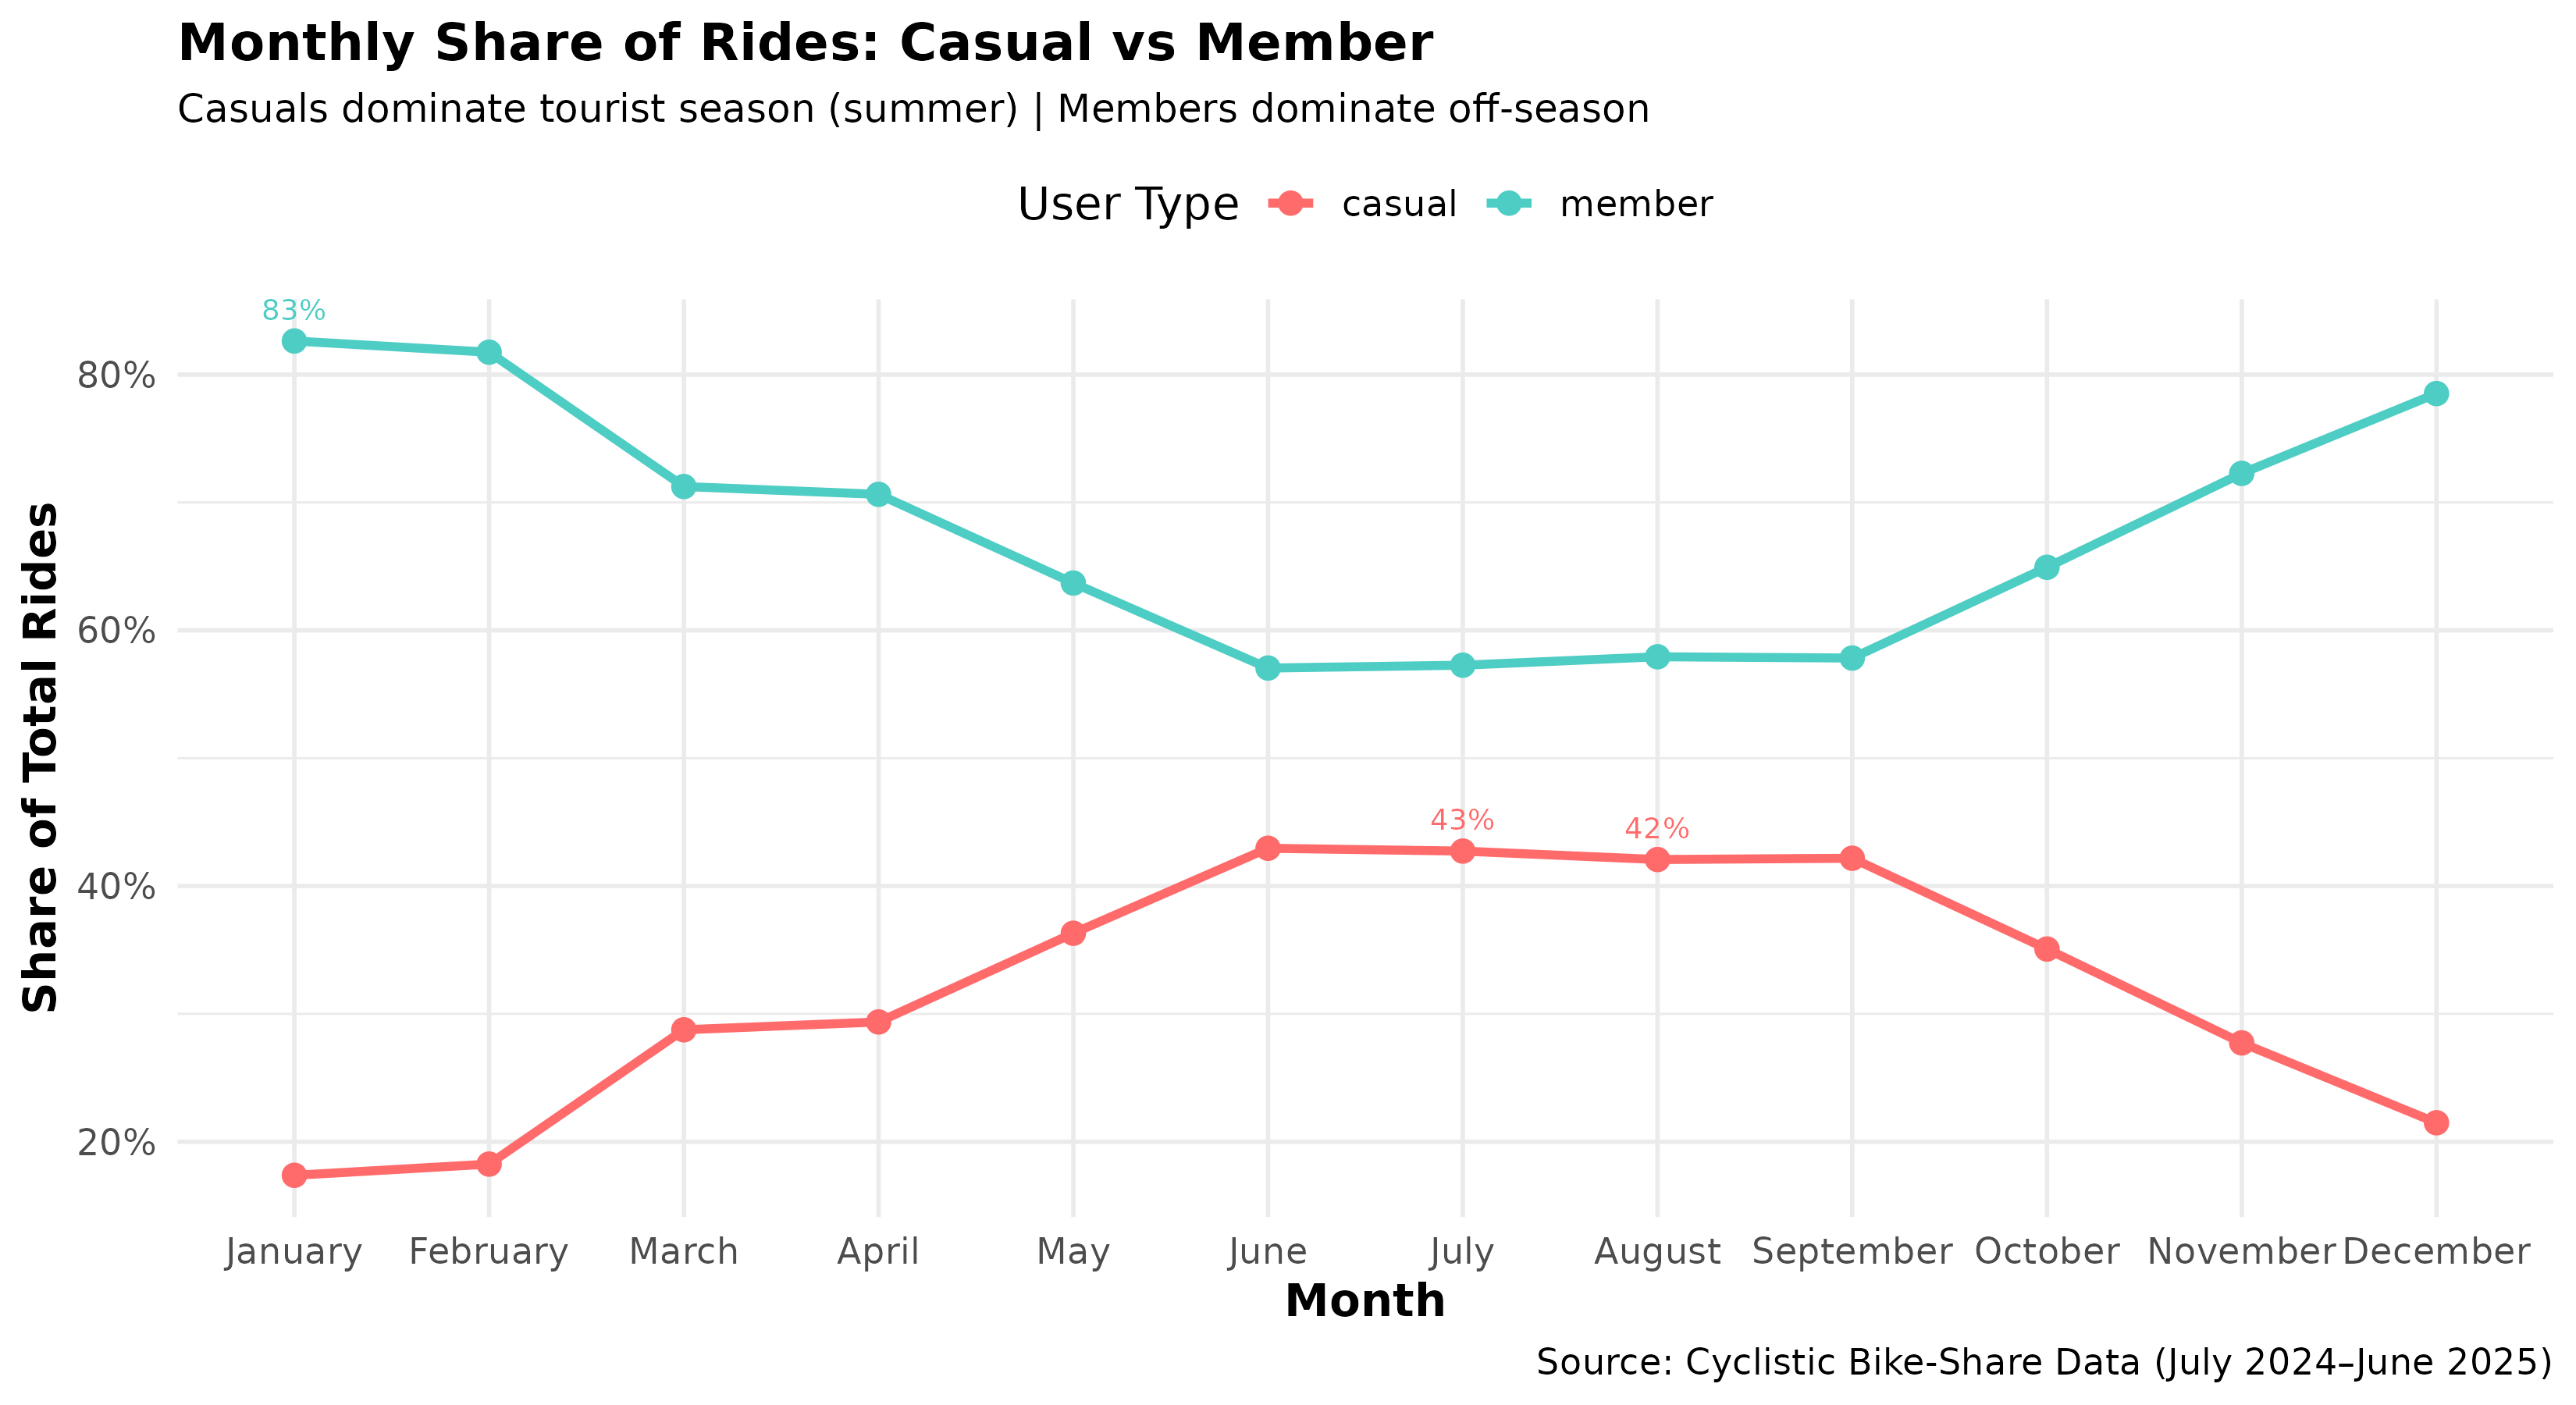 Monthly Share of Rides: Casual vs Member
Casuals dominate tourist season (summer) | Members dominate off-season
User Type casual member
83%
80%
60%
43%
42%
40%
20%
Share of Total Rides
January February March April May June July August September October November December
Month
Source: Cyclistic Bike-Share Data (July 2024–June 2025)